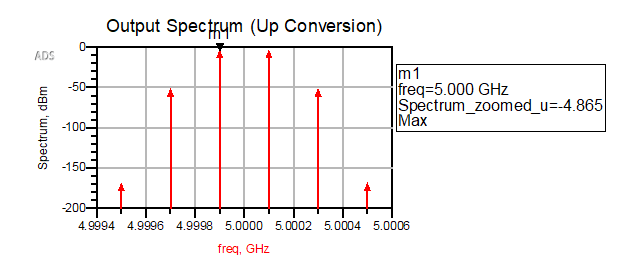 Output Spectrum (Up Conversion)
m1
ADS
0
-50
-100
-150
-200
Spectrum, dBm
4.9994 4.9996 4.9998 5.0000 5.0002 5.0004 5.0006
freq, GHz
m1
freq=5.000 GHz
Spectrum_zoomed_u=-4.865
Max